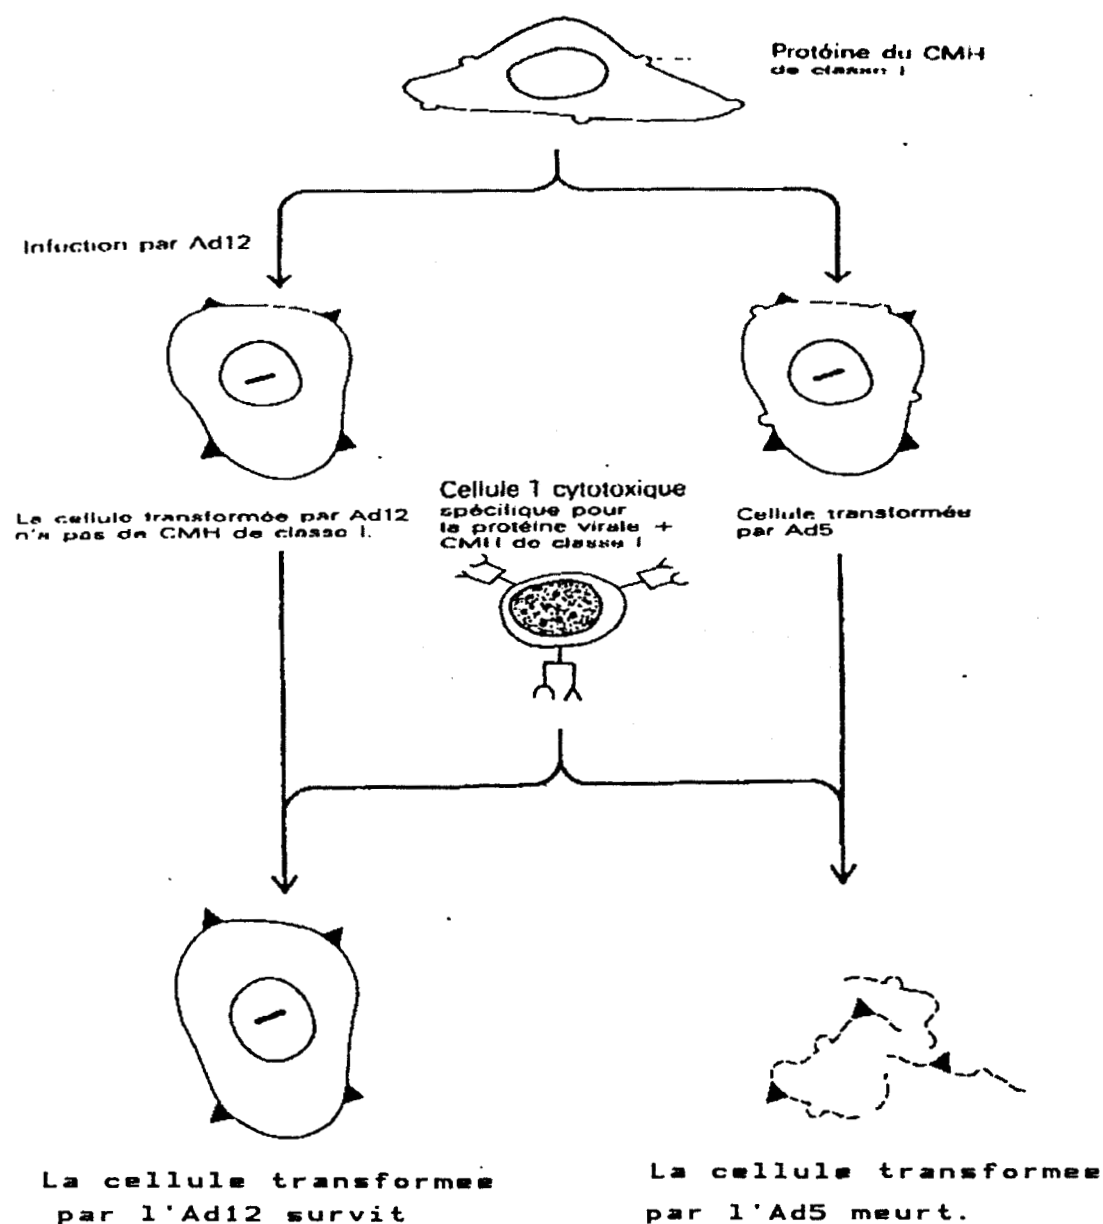 Protéine du CMH
de classe I
Infection par Ad12
La cellule transformée par Ad12
n'a pas de CMH de classe I.
Cellule T cytotoxique
spécifique pour
la protéine virale +
CMH de classe I
Cellule transformée
par Ad5
La cellule transformee
par l'Ad12 survit
La cellule transformee
par l'Ad5 meurt.